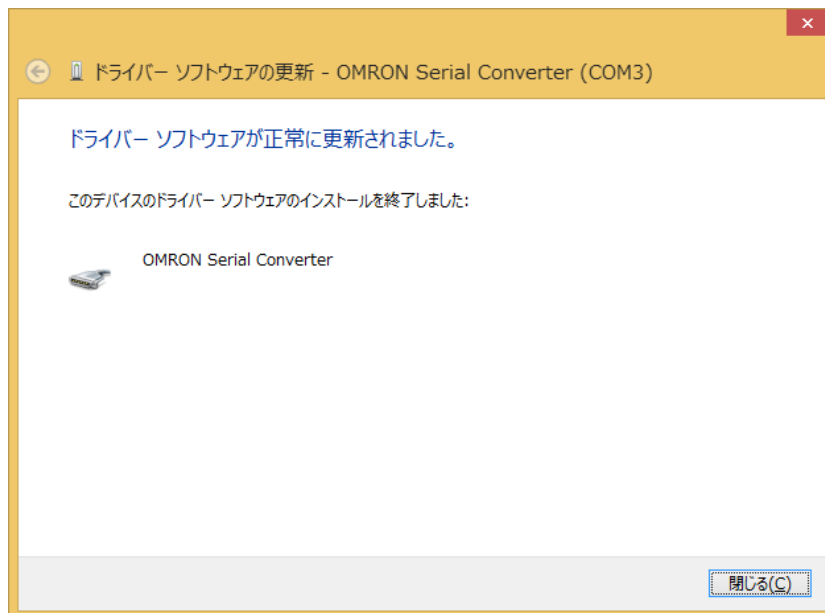 ドライバー ソフトウェアの更新 - OMRON Serial Converter (COM3)
ドライバー ソフトウェアが正常に更新されました。
このデバイスのドライバー ソフトウェアのインストールを終了しました:
OMRON Serial Converter
閉じる(C)